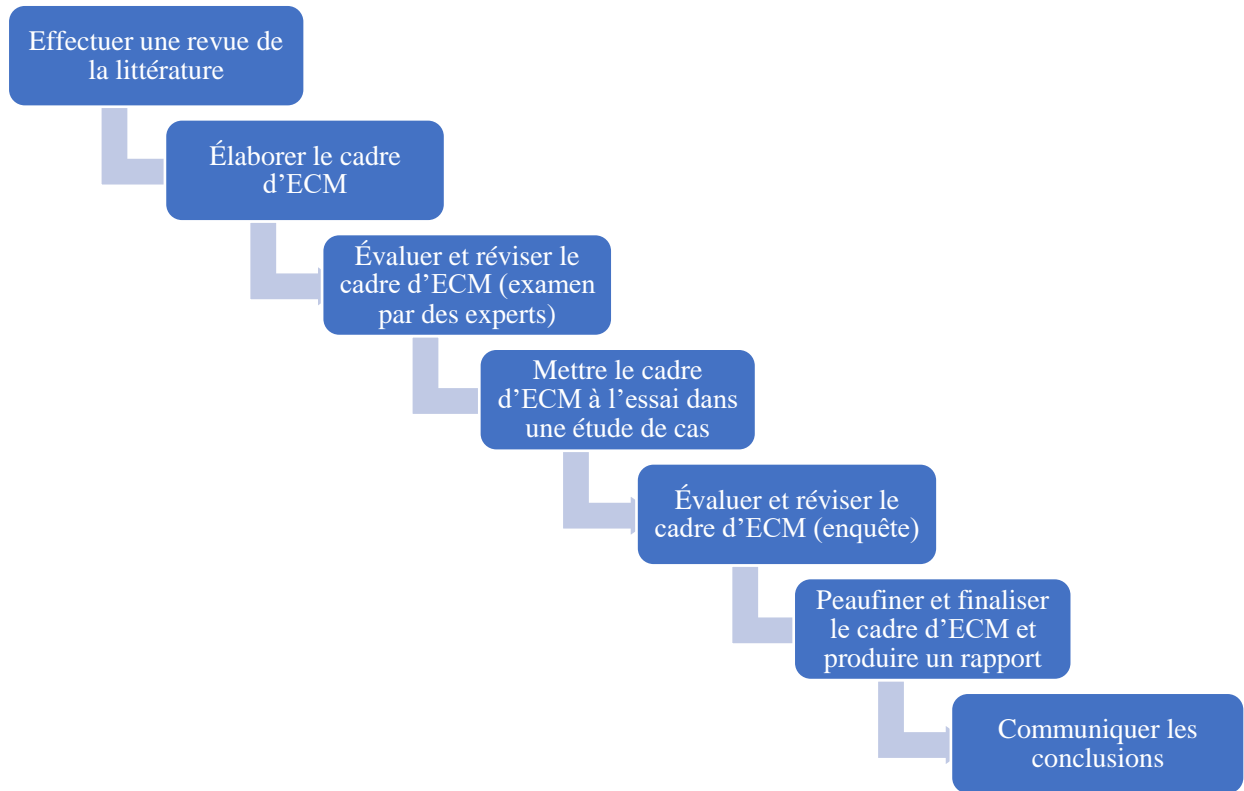 Effectuer une revue de
la littérature
Élaborer le cadre
d’ECM
Évaluer et réviser le
cadre d’ECM (examen
par des experts)
Mettre le cadre
d’ECM à l’essai dans
une étude de cas
Évaluer et réviser le
cadre d’ECM (enquête)
Peaufiner et finaliser
le cadre d’ECM et
produire un rapport
Communiquer les
conclusions